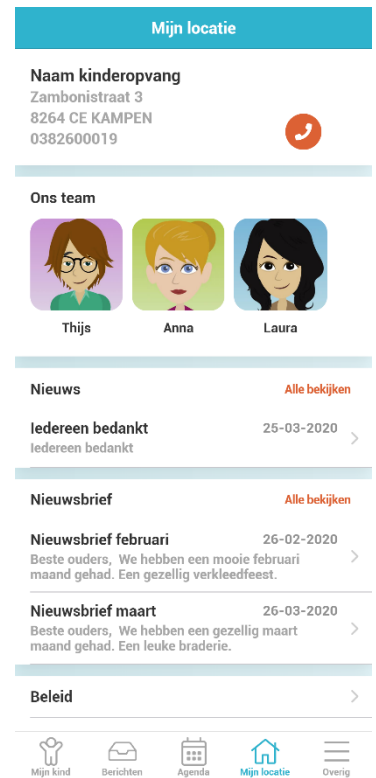 Mijn locatie
Naam kinderopvang
Zambonistraat 3
8264 CE KAMPEN
0382600019
Ons team
Thijs
Anna
Laura
Nieuws
Alle bekijken
Iedereen bedankt
25-03-2020
Iedereen bedankt
Nieuwsbrief
Alle bekijken
Nieuwsbrief februari
26-02-2020
Beste ouders, We hebben een mooie februari
maand gehad. Een gezellig verkleedfeest.
Nieuwsbrief maart
26-03-2020
Beste ouders, We hebben een gezellig maart
maand gehad. Een leuke braderie.
Beleid
Mijn kind
Berichten
Agenda
Mijn locatie
Overig